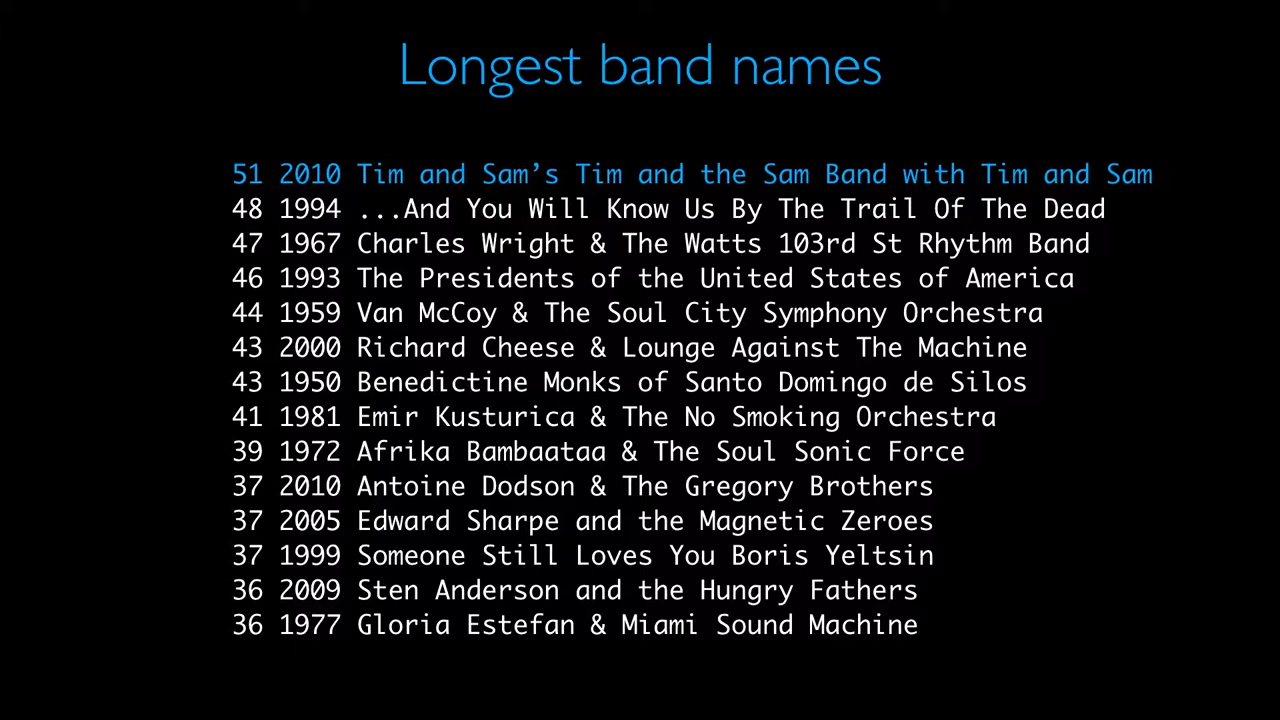 Longest band names
51 2010 Tim and Sam’s Tim and the Sam Band with Tim and Sam
48 1994 ...And You Will Know Us By The Trail Of The Dead
47 1967 Charles Wright & The Watts 103rd St Rhythm Band
46 1993 The Presidents of the United States of America
44 1959 Van McCoy & The Soul City Symphony Orchestra
43 2000 Richard Cheese & Lounge Against The Machine
43 1950 Benedictine Monks of Santo Domingo de Silos
41 1981 Emir Kusturica & The No Smoking Orchestra
39 1972 Afrika Bambaataa & The Soul Sonic Force
37 2010 Antoine Dodson & The Gregory Brothers
37 2005 Edward Sharpe and the Magnetic Zeroes
37 1999 Someone Still Loves You Boris Yeltsin
36 2009 Sten Anderson and the Hungry Fathers
36 1977 Gloria Estefan & Miami Sound Machine